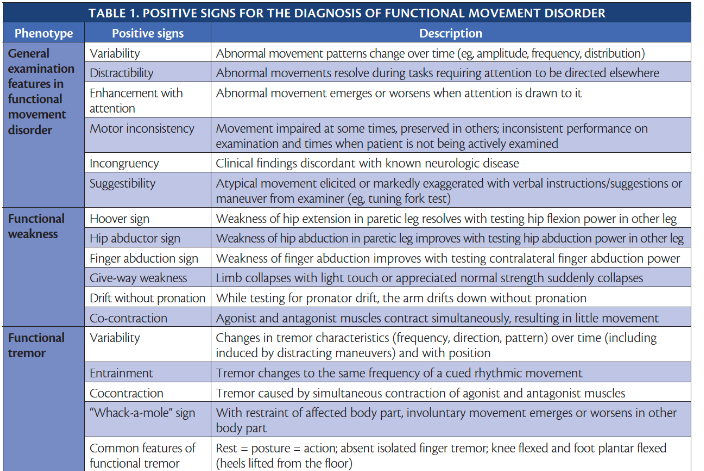 TABLE 1. POSITIVE SIGNS FOR THE DIAGNOSIS OF FUNCTIONAL MOVEMENT DISORDER
Phenotype Positive signs Description
General examination features in functional movement disorder
Variability Abnormal movement patterns change over time (eg, amplitude, frequency, distribution)
Distractibility Abnormal movements resolve during tasks requiring attention to be directed elsewhere
Enhancement with Abnormal movement emerges or worsens when attention is drawn to it
attention
Motor inconsistency Movement impaired at some times, preserved in others; inconsistent performance on
examination and times when patient is not being actively examined
Incongruency Clinical findings discordant with known neurologic disease
Suggestibility Atypical movement elicited or markedly exaggerated with verbal instructions/suggestions or
maneuver from examiner (eg, tuning fork test)
Functional weakness
Hoover sign Weakness of hip extension in paretic leg resolves with testing hip flexion power in other leg
Hip abductor sign Weakness of hip abduction in paretic leg improves with testing hip abduction power in other leg
Finger abduction sign Weakness of finger abduction improves with testing contralateral finger abduction power
Give-way weakness Limb collapses with light touch or appreciated normal strength suddenly collapses
Drift without pronation While testing for pronator drift, the arm drifts down without pronation
Co-contraction Agonist and antagonist muscles contract simultaneously, resulting in little movement
Functional tremor
Variability Changes in tremor characteristics (frequency, direction, pattern) over time (including
induced by distracting maneuvers) and with position
Entrainment Tremor changes to the same frequency of a cued rhythmic movement
Cocontraction Tremor caused by simultaneous contraction of agonist and antagonist muscles
"Whack-a-mole" sign With restraint of affected body part, involuntary movement emerges or worsens in other
body part
Common features of Rest = posture = action; absent isolated finger tremor; knee flexed and foot plantar flexed
functional tremor (heels lifted from the floor)